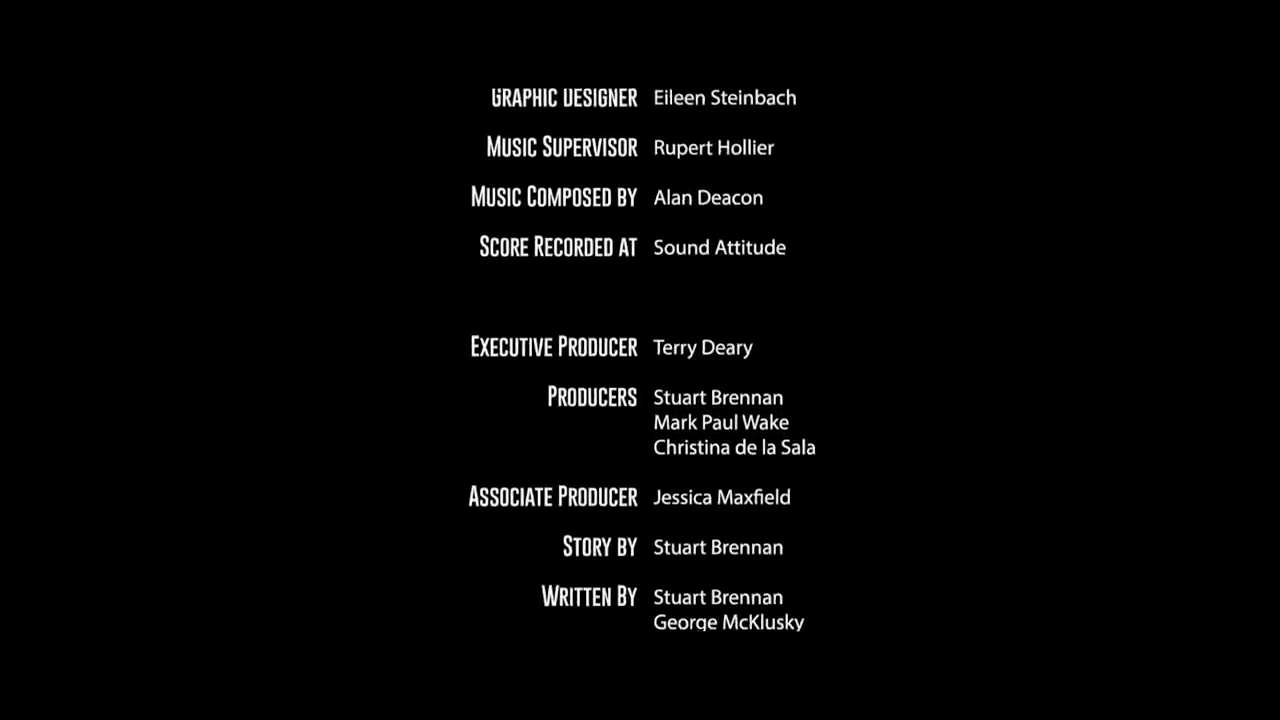 GRAPHIC DESIGNER Eileen Steinbach
MUSIC SUPERVISOR Rupert Hollier
MUSIC COMPOSED BY Alan Deacon
SCORE RECORDED AT Sound Attitude
EXECUTIVE PRODUCER Terry Deary
PRODUCERS Stuart Brennan
Mark Paul Wake
Christina de la Sala
ASSOCIATE PRODUCER Jessica Maxfield
STORY BY Stuart Brennan
WRITTEN BY Stuart Brennan
George McKlusky